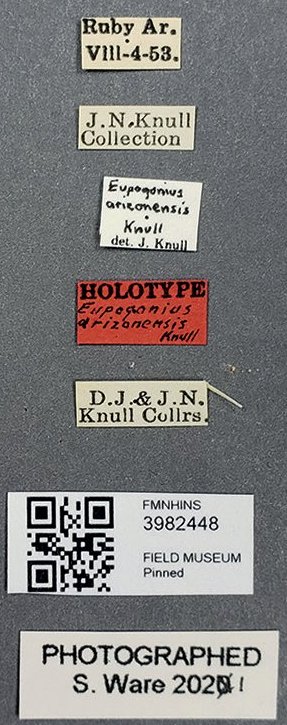 Ruby Ar.
VIII-4-53.
J.N.Knull
Collection
Eupogonius
arizonensis
Knull
det. J. Knull
HOLOTYPE
Eupogonius
arizonensis
Knull
D.J.& J.N.
Knull Collrs.
FMNHINS
3982448
FIELD MUSEUM
Pinned
PHOTOGRAPHED
S. Ware 2021